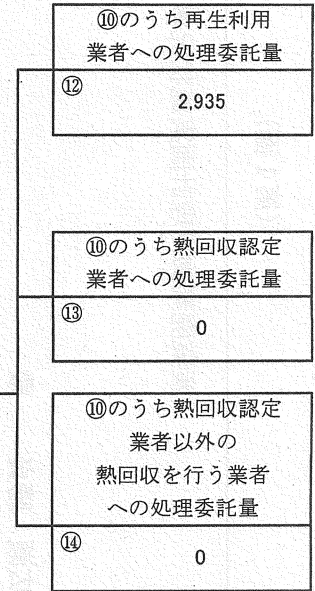 ⑩のうち再生利用
業者への処理委託量
⑫
2,935
⑩のうち熱回収認定
業者への処理委託量
⑬
0
⑩のうち熱回収認定
業者以外の
熱回収を行う業者
への処理委託量
⑭
0